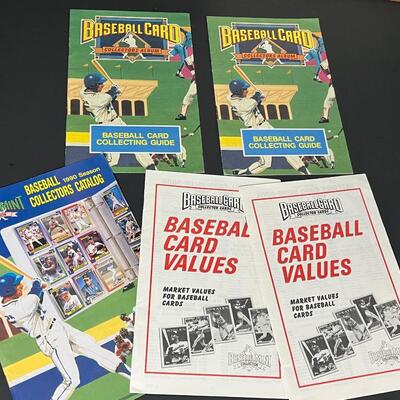 BASEBALL CARD
COLLECTORS ALBUM
BASEBALL CARD
COLLECTING GUIDE
BASEBALL CARD
COLLECTORS ALBUM
BASEBALL CARD
COLLECTING GUIDE
MINT
1990 Season
BASEBALL
COLLECTORS CATALOG
BASEBALL CARD
COLLECTOR CARDS
BASEBALL
CARD
VALUES
MARKET VALUES
FOR BASEBALL
CARDS
BASEBALL CARD
COLLECTOR CARDS
BASEBALL
CARD
VALUES
MARKET VALUES
FOR BASEBALL
CARDS